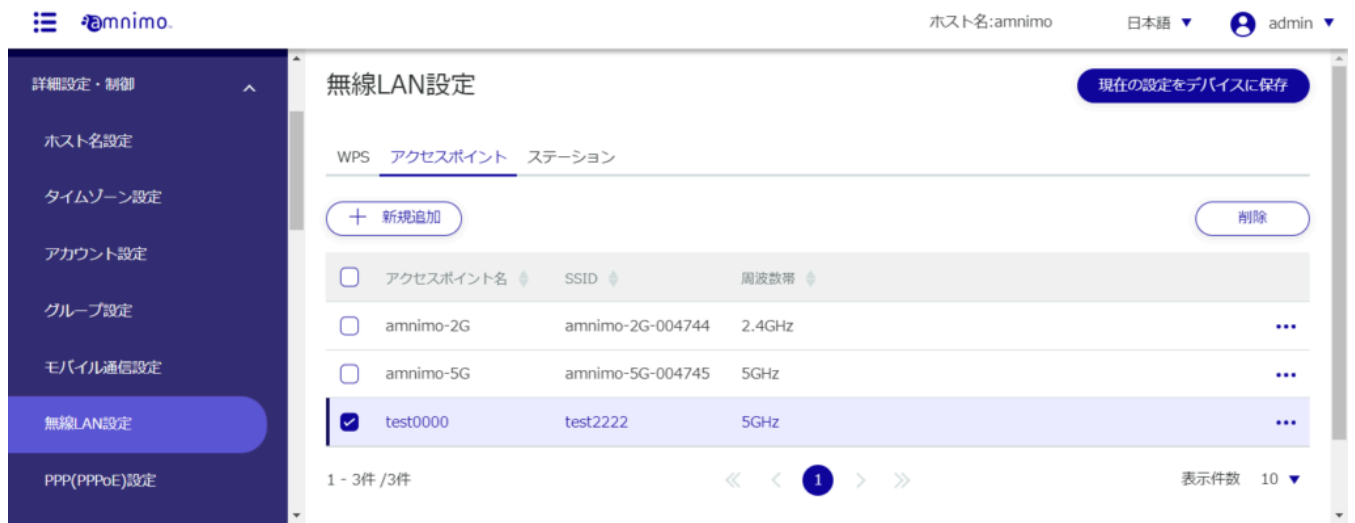 amnimo
ホスト名:amnimo 日本語 ▼ admin ▼
詳細設定・制御
ホスト名設定
タイムゾーン設定
アカウント設定
グループ設定
モバイル通信設定
無線LAN設定
PPP(PPPoE)設定
無線LAN設定
現在の設定をデバイスに保存
WPS アクセスポイント ステーション
新規追加
削除
アクセスポイント名 SSID 周波数帯
amnimo-2G amnimo-2G-004744 2.4GHz
amnimo-5G amnimo-5G-004745 5GHz
test0000 test2222 5GHz
1 - 3件 /3件 1 表示件数 10 ▼